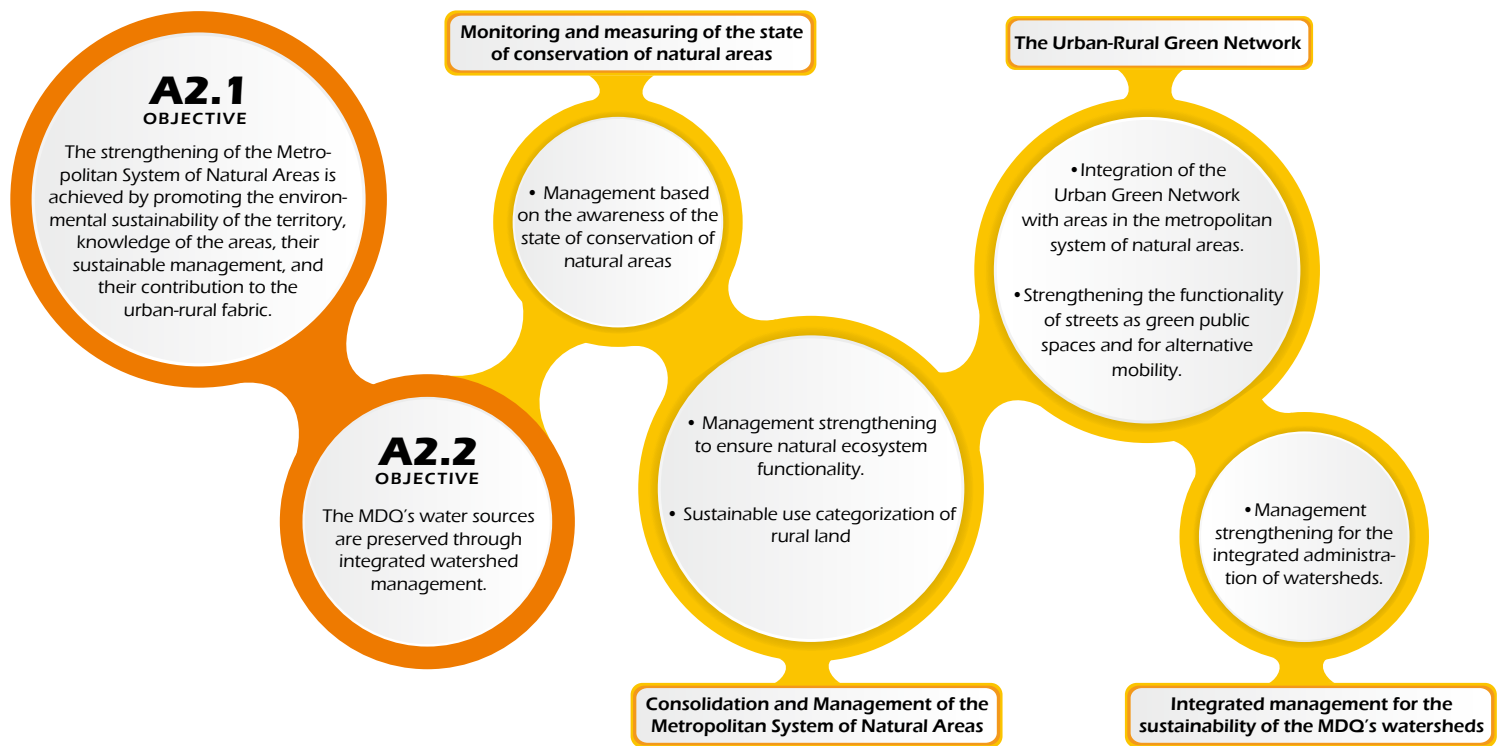 A2.1
OBJECTIVE
The strengthening of the Metro-
politan System of Natural Areas is
achieved by promoting the environ-
mental sustainability of the territory,
knowledge of the areas, their
sustainable management, and
their contribution to the
urban-rural fabric.
A2.2
OBJECTIVE
The MDQ's water sources
are preserved through
integrated watershed
management.
Monitoring and measuring of the state
of conservation of natural areas
• Management based
on the awareness of the
state of conservation of
natural areas
• Management strengthening
to ensure natural ecosystem
functionality.
• Sustainable use categorization of
rural land
Consolidation and Management of the
Metropolitan System of Natural Areas
The Urban-Rural Green Network
• Integration of the
Urban Green Network
with areas in the metropolitan
system of natural areas.
• Strengthening the functionality
of streets as green public
spaces and for alternative
mobility.
• Management
strengthening for the
integrated administra-
tion of watersheds.
Integrated management for the
sustainability of the MDQ's watersheds